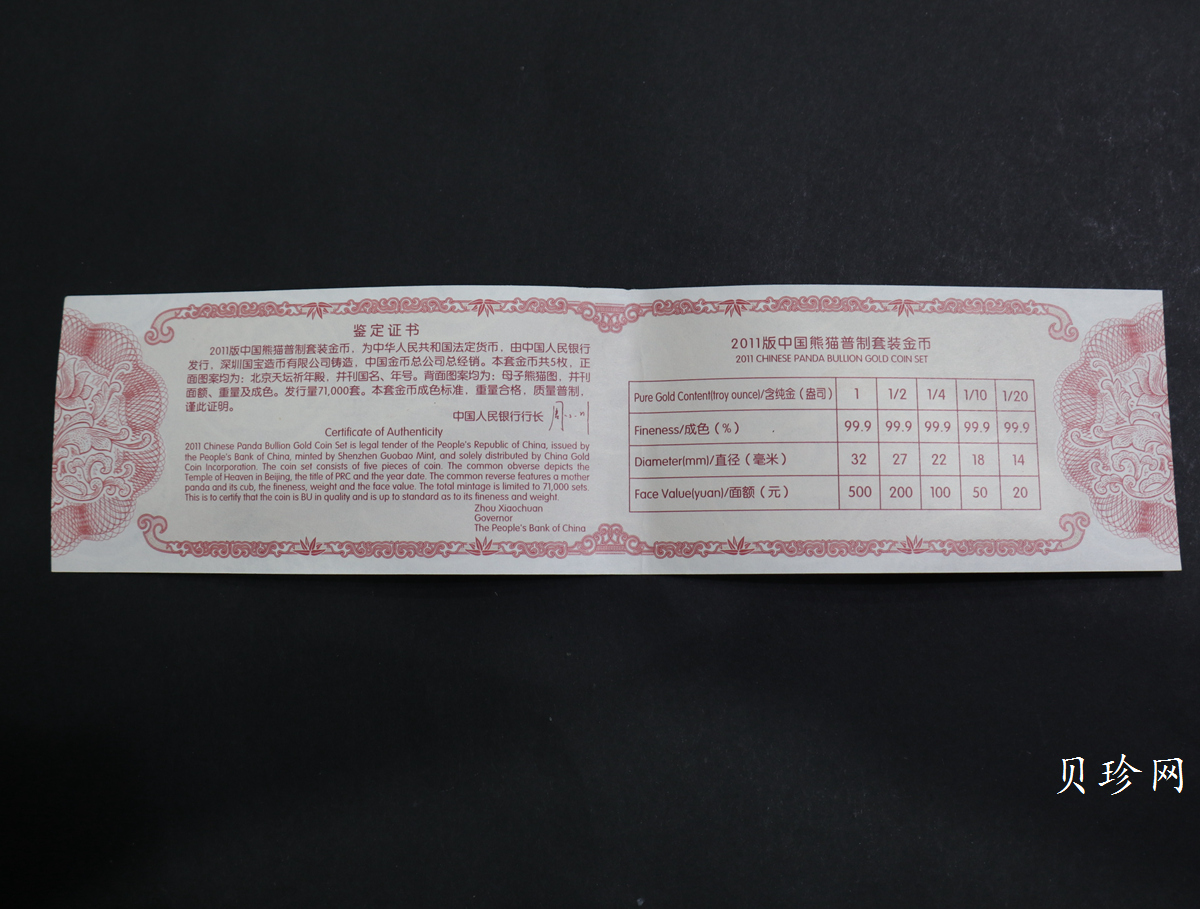 鉴定证书
2011版中国熊猫普制套装金币，为中华人民共和国法定货币，由中国人民银行
发行，深圳国宝造币有限公司铸造，中国金币总公司总经销。本套金币共5枚，正
面图案均为：北京天坛祈年殿，并刊国名、年号。背面图案均为：母子熊猫图，并刊
面额、重量及成色。发行量71,000套。本套金币成色标准，重量合格，质量普制，
谨此证明。
中国人民银行行长
Certificate of Authenticity
2011 Chinese Panda Bullion Gold Coin Set is legal tender of the People's Republic of China, issued by
the People's Bank of China, minted by Shenzhen Guobao Mint, and solely distributed by China Gold
Coin Incorporation. The coin set consists of five pieces of coin. The common obverse depicts the
Temple of Heaven in Beijing, the title of PRC and the year date. The common reverse features a mother
panda and its cub, the fineness, weight and the face value. The total mintage is limited to 71,000 sets.
This is to certify that the coin is BU in quality and is up to standard as to its fineness and weight.
Zhou Xiaochuan
Governor
The People's Bank of China
2011版中国熊猫普制套装金币
2011 CHINESE PANDA BULLION GOLD COIN SET
Pure Gold Content(troy ounce)/含纯金（盎司） 1 1/2 1/4 1/10 1/20
Fineness/成色（%） 99.9 99.9 99.9 99.9 99.9
Diameter(mm)/直径（毫米） 32 27 22 18 14
Face Value(yuan)/面额（元） 500 200 100 50 20
贝珍网